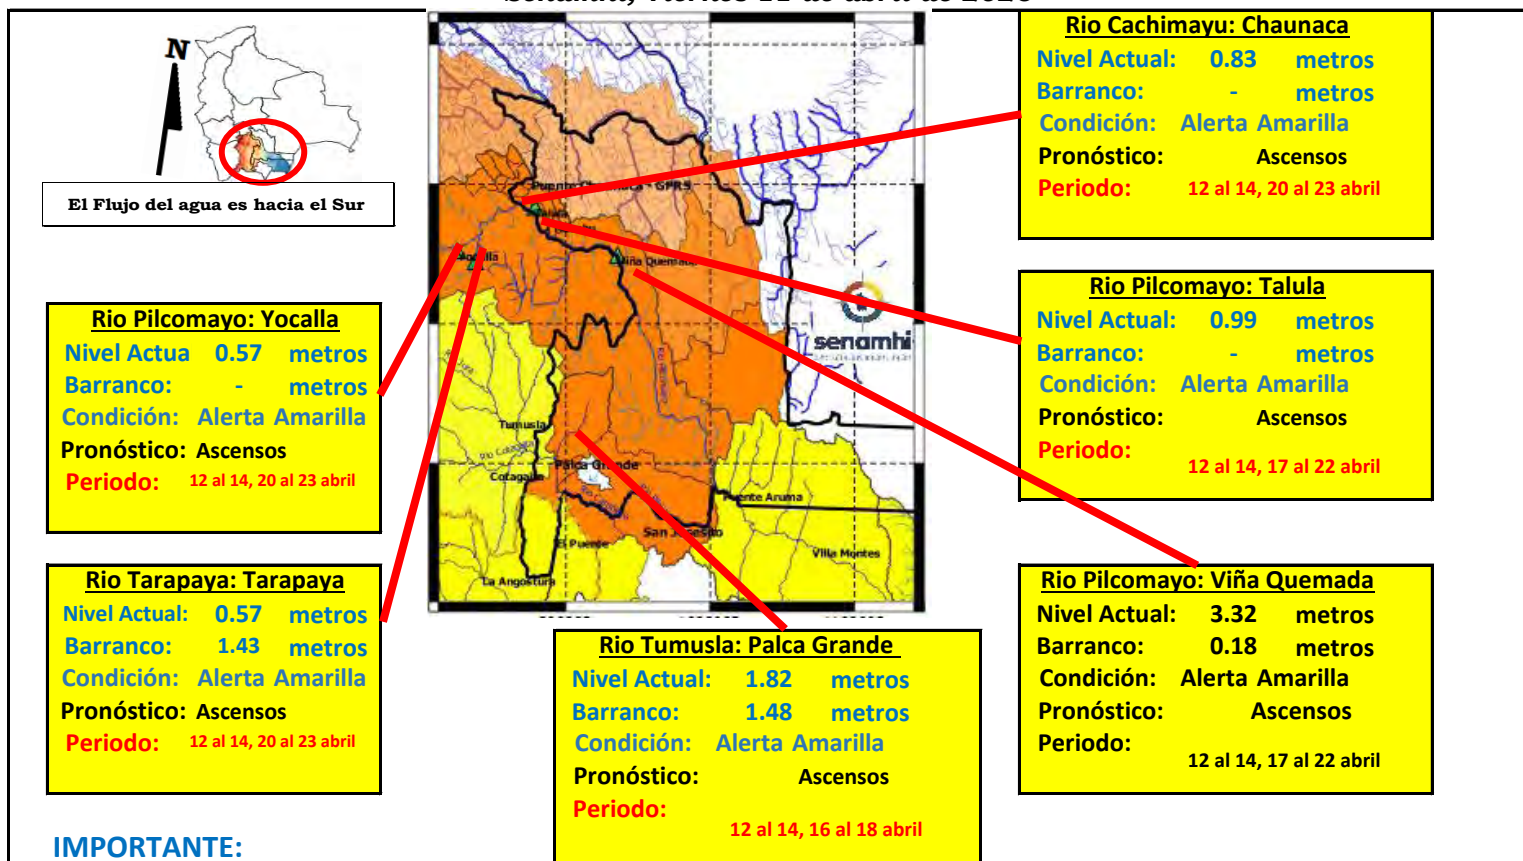 N
El Flujo del agua es hacia el Sur
Rio Pilcomayo: Yocalla
Nivel Actua 0.57 metros
Barranco: - metros
Condición: Alerta Amarilla
Pronóstico: Ascensos
Periodo: 12 al 14, 20 al 23 abril
Rio Tarapaya: Tarapaya
Nivel Actual: 0.57 metros
Barranco: 1.43 metros
Condición: Alerta Amarilla
Pronóstico: Ascensos
Periodo: 12 al 14, 20 al 23 abril
IMPORTANTE:
Viña Quemada
senamhi
Tumusla
Palca Grande
Cotagaita
Puente Aruma
San Josesito
El Puente
Villa Montes
La Angostura
Rio Tumusla: Palca Grande
Nivel Actual: 1.82 metros
Barranco: 1.48 metros
Condición: Alerta Amarilla
Pronóstico: Ascensos
Periodo:
12 al 14, 16 al 18 abril
Rio Cachimayu: Chaunaca
Nivel Actual: 0.83 metros
Barranco: - metros
Condición: Alerta Amarilla
Pronóstico: Ascensos
Periodo: 12 al 14, 20 al 23 abril
Rio Pilcomayo: Talula
Nivel Actual: 0.99 metros
Barranco: - metros
Condición: Alerta Amarilla
Pronóstico: Ascensos
Periodo:
12 al 14, 17 al 22 abril
Rio Pilcomayo: Viña Quemada
Nivel Actual: 3.32 metros
Barranco: 0.18 metros
Condición: Alerta Amarilla
Pronóstico: Ascensos
Periodo:
12 al 14, 17 al 22 abril